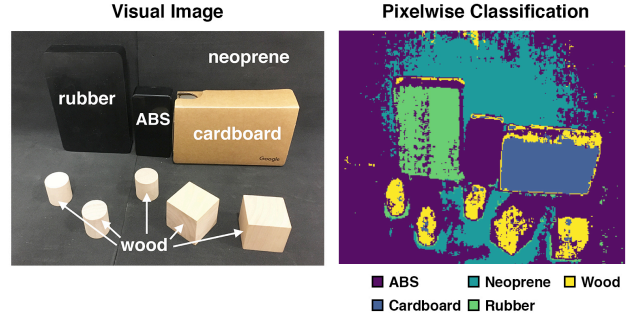 Visual Image
Pixelwise Classification
neoprene
rubber
ABS
cardboard
Google
wood
ABS
Neoprene
Wood
Cardboard
Rubber